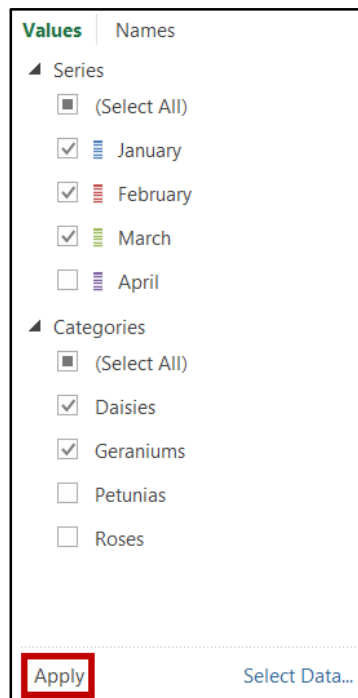 Values Names
Series
(Select All)
January
February
March
April
Categories
(Select All)
Daisies
Geraniums
Petunias
Roses
Apply Select Data...